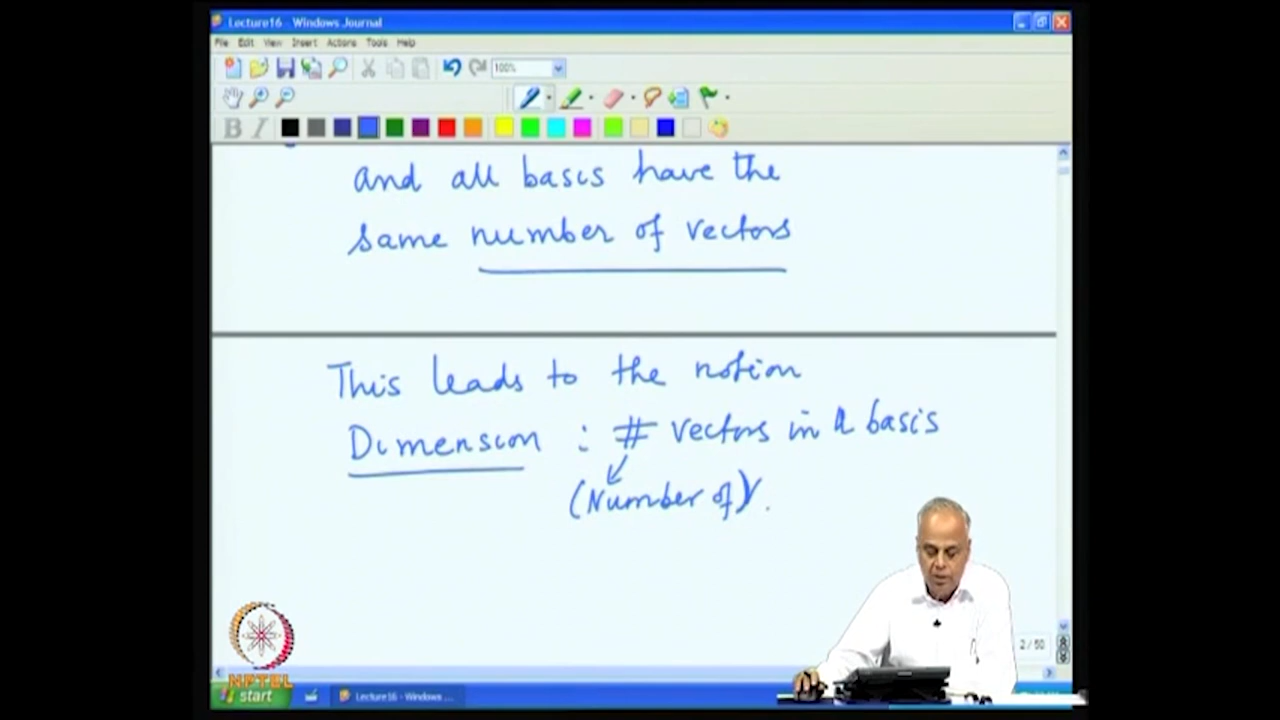 Lecture16 - Windows Journal
File Edit View Insert Actions Tools Help
100%
B I
and all basis have the
same number of vectors
This leads to the notion
Dimension : # vectors in a basis
(Number of)
2 / 50
NPTEL
start Lecture16 - Windows ...